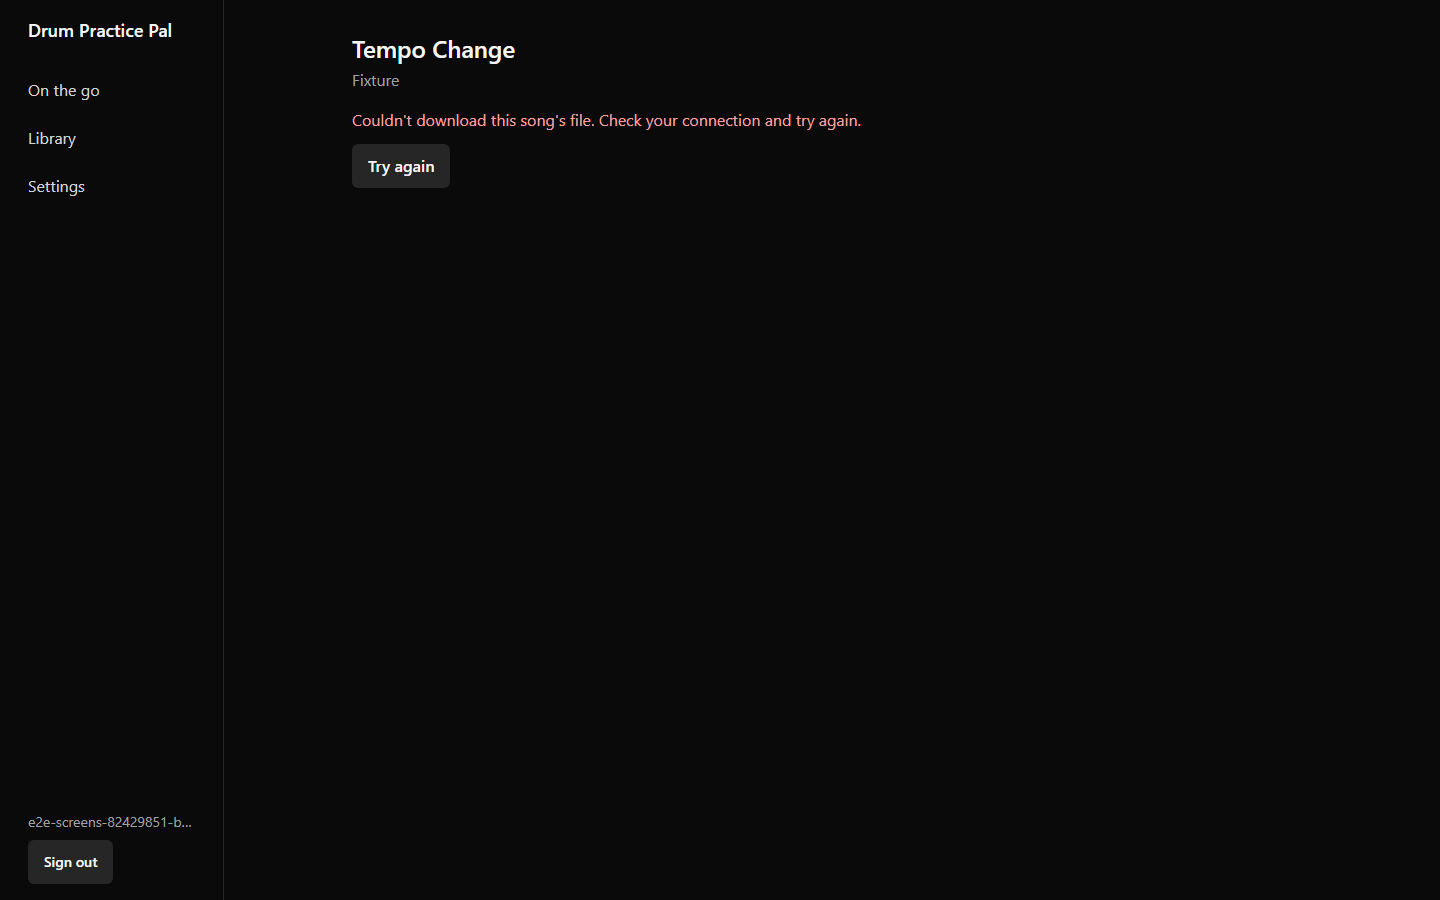 Drum Practice Pal
On the go
Library
Settings
Tempo Change
Fixture
Couldn't download this song's file. Check your connection and try again.
Try again
e2e-screens-82429851-b...
Sign out